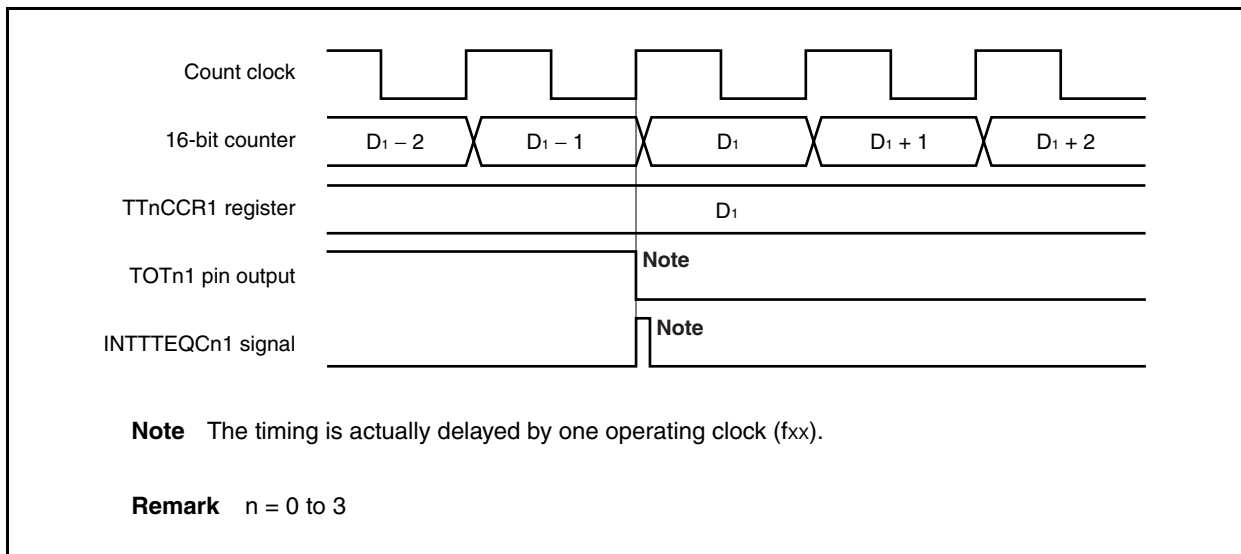 Count clock
16-bit counter
D₁ − 2 D₁ − 1 D₁ D₁ + 1 D₁ + 2
TTnCCR1 register
D₁
TOTn1 pin output
Note
INTTTEQCn1 signal
Note
Note The timing is actually delayed by one operating clock (fxx).
Remark n = 0 to 3